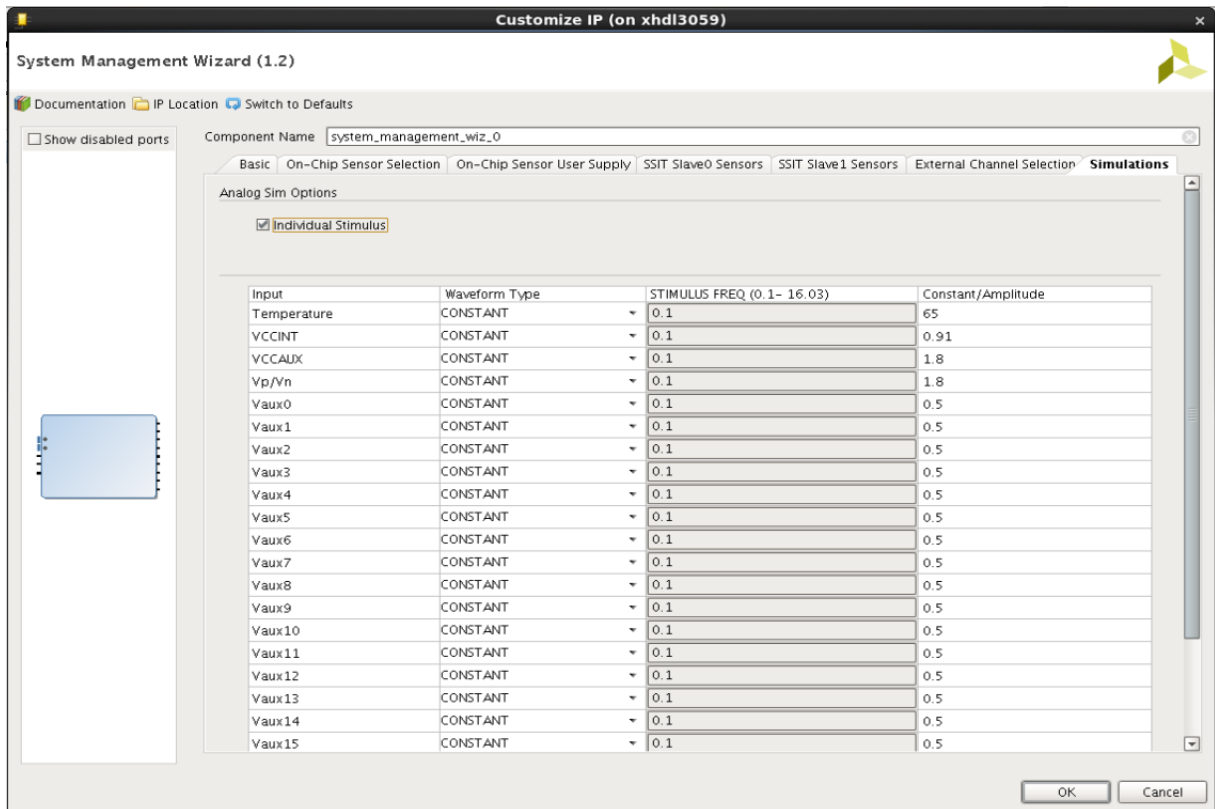 Customize IP (on xhdl3059)
System Management Wizard (1.2)
Documentation IP Location Switch to Defaults
Show disabled ports
Component Name system_management_wiz_0
Basic On-Chip Sensor Selection On-Chip Sensor User Supply SSIT Slave0 Sensors SSIT Slave1 Sensors External Channel Selection Simulations
Analog Sim Options
Individual Stimulus
Input Waveform Type STIMULUS FREQ (0.1- 16.03) Constant/Amplitude
Temperature CONSTANT 0.1 65
VCCINT CONSTANT 0.1 0.91
VCCAUX CONSTANT 0.1 1.8
Vp/Vn CONSTANT 0.1 1.8
Vaux0 CONSTANT 0.1 0.5
Vaux1 CONSTANT 0.1 0.5
Vaux2 CONSTANT 0.1 0.5
Vaux3 CONSTANT 0.1 0.5
Vaux4 CONSTANT 0.1 0.5
Vaux5 CONSTANT 0.1 0.5
Vaux6 CONSTANT 0.1 0.5
Vaux7 CONSTANT 0.1 0.5
Vaux8 CONSTANT 0.1 0.5
Vaux9 CONSTANT 0.1 0.5
Vaux10 CONSTANT 0.1 0.5
Vaux11 CONSTANT 0.1 0.5
Vaux12 CONSTANT 0.1 0.5
Vaux13 CONSTANT 0.1 0.5
Vaux14 CONSTANT 0.1 0.5
Vaux15 CONSTANT 0.1 0.5
OK Cancel